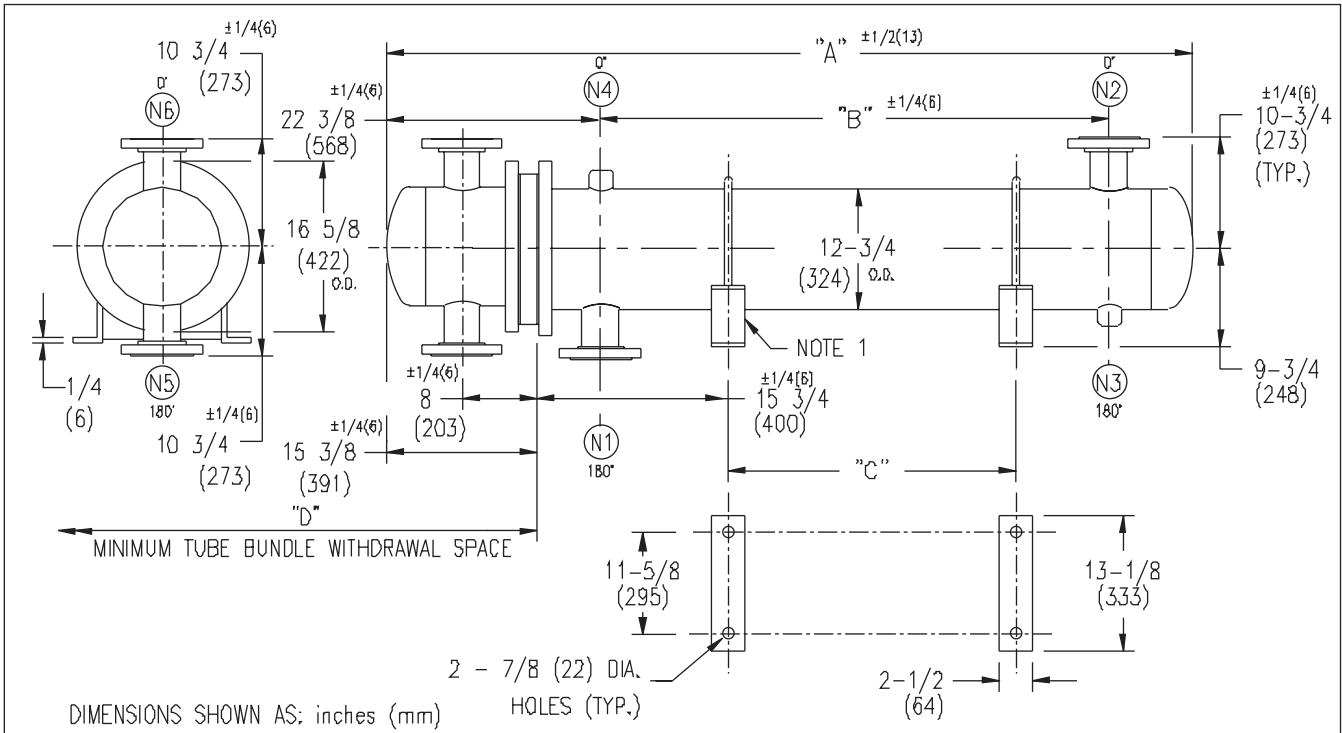 ±1/4(6)
10 3/4
(273)
0°
N6
±1/4(6)
22 3/8
(568)
0°
N4
"A" ±1/2(13)
"B" ±1/4(6)
0°
N2
±1/4(6)
10-3/4
(273)
(TYP.)
16 5/8
(422)
O.D.
12-3/4
(324) O.D.
NOTE 1
1/4
(6)
N5
180°
±1/4(6)
10 3/4
(273)
±1/4(6)
8
(203)
±1/4(6)
15 3/8
(391)
N1
180°
±1/4(6)
15 3/4
(400)
N3
180°
9-3/4
(248)
"C"
"D"
MINIMUM TUBE BUNDLE WITHDRAWAL SPACE
11-5/8
(295)
13-1/8
(333)
2 - 7/8 (22) DIA.
HOLES (TYP.)
2-1/2
(64)
DIMENSIONS SHOWN AS: inches (mm)